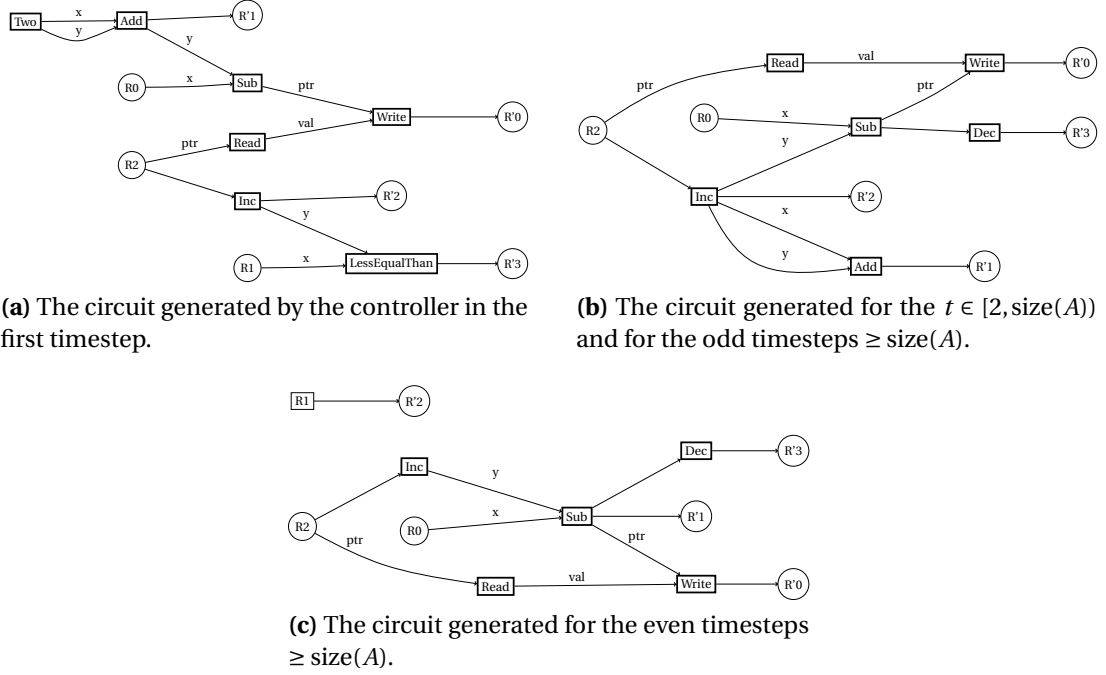 Two
x
y
Add
R'1
y
R0
x
Sub
ptr
Write
R'0
val
ptr
Read
R2
Inc
R'2
y
R1
x
LessEqualThan
R'3
(a) The circuit generated by the controller in the
first timestep.
Read
val
Write
R'0
ptr
ptr
R0
x
Sub
Dec
R'3
R2
y
Inc
R'2
x
y
Add
R'1
(b) The circuit generated for the t ∈ [2,size(A))
and for the odd timesteps ≥ size(A).
R1
R'2
Dec
R'3
Inc
y
R2
R0
x
Sub
R'1
ptr
ptr
Read
val
Write
R'0
(c) The circuit generated for the even timesteps
≥ size(A).